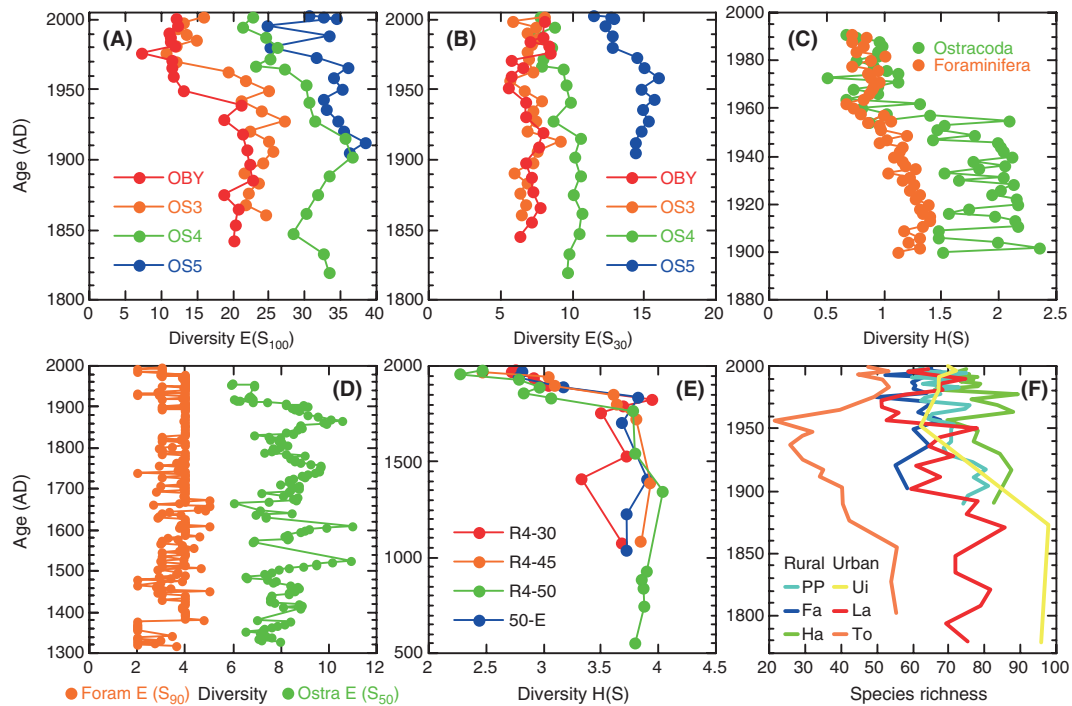 (A)
2000
1950
1900
1850
1800
Age (AD)
OBY
OS3
OS4
OS5
0 5 10 15 20 25 30 35 40
Diversity E(S100)
(B)
2000
1950
1900
1850
1800
OBY
OS3
OS4
OS5
0 5 10 15 20
Diversity E(S30)
(C)
Ostracoda
Foraminifera
2000
1980
1960
1940
1920
1900
1880
0 0.5 1 1.5 2 2.5
Diversity H(S)
(D)
2000
1900
1800
1700
1600
1500
1400
1300
Age (AD)
0 2 4 6 8 10 12
Foram E (S90) Diversity Ostra E (S50)
(E)
2000
1500
1000
500
R4-30
R4-45
R4-50
50-E
2 2.5 3 3.5 4 4.5
Diversity H(S)
(F)
2000
1950
1900
1850
1800
Rural Urban
PP Ui
Fa La
Ha To
20 30 40 50 60 70 80 90 100
Species richness